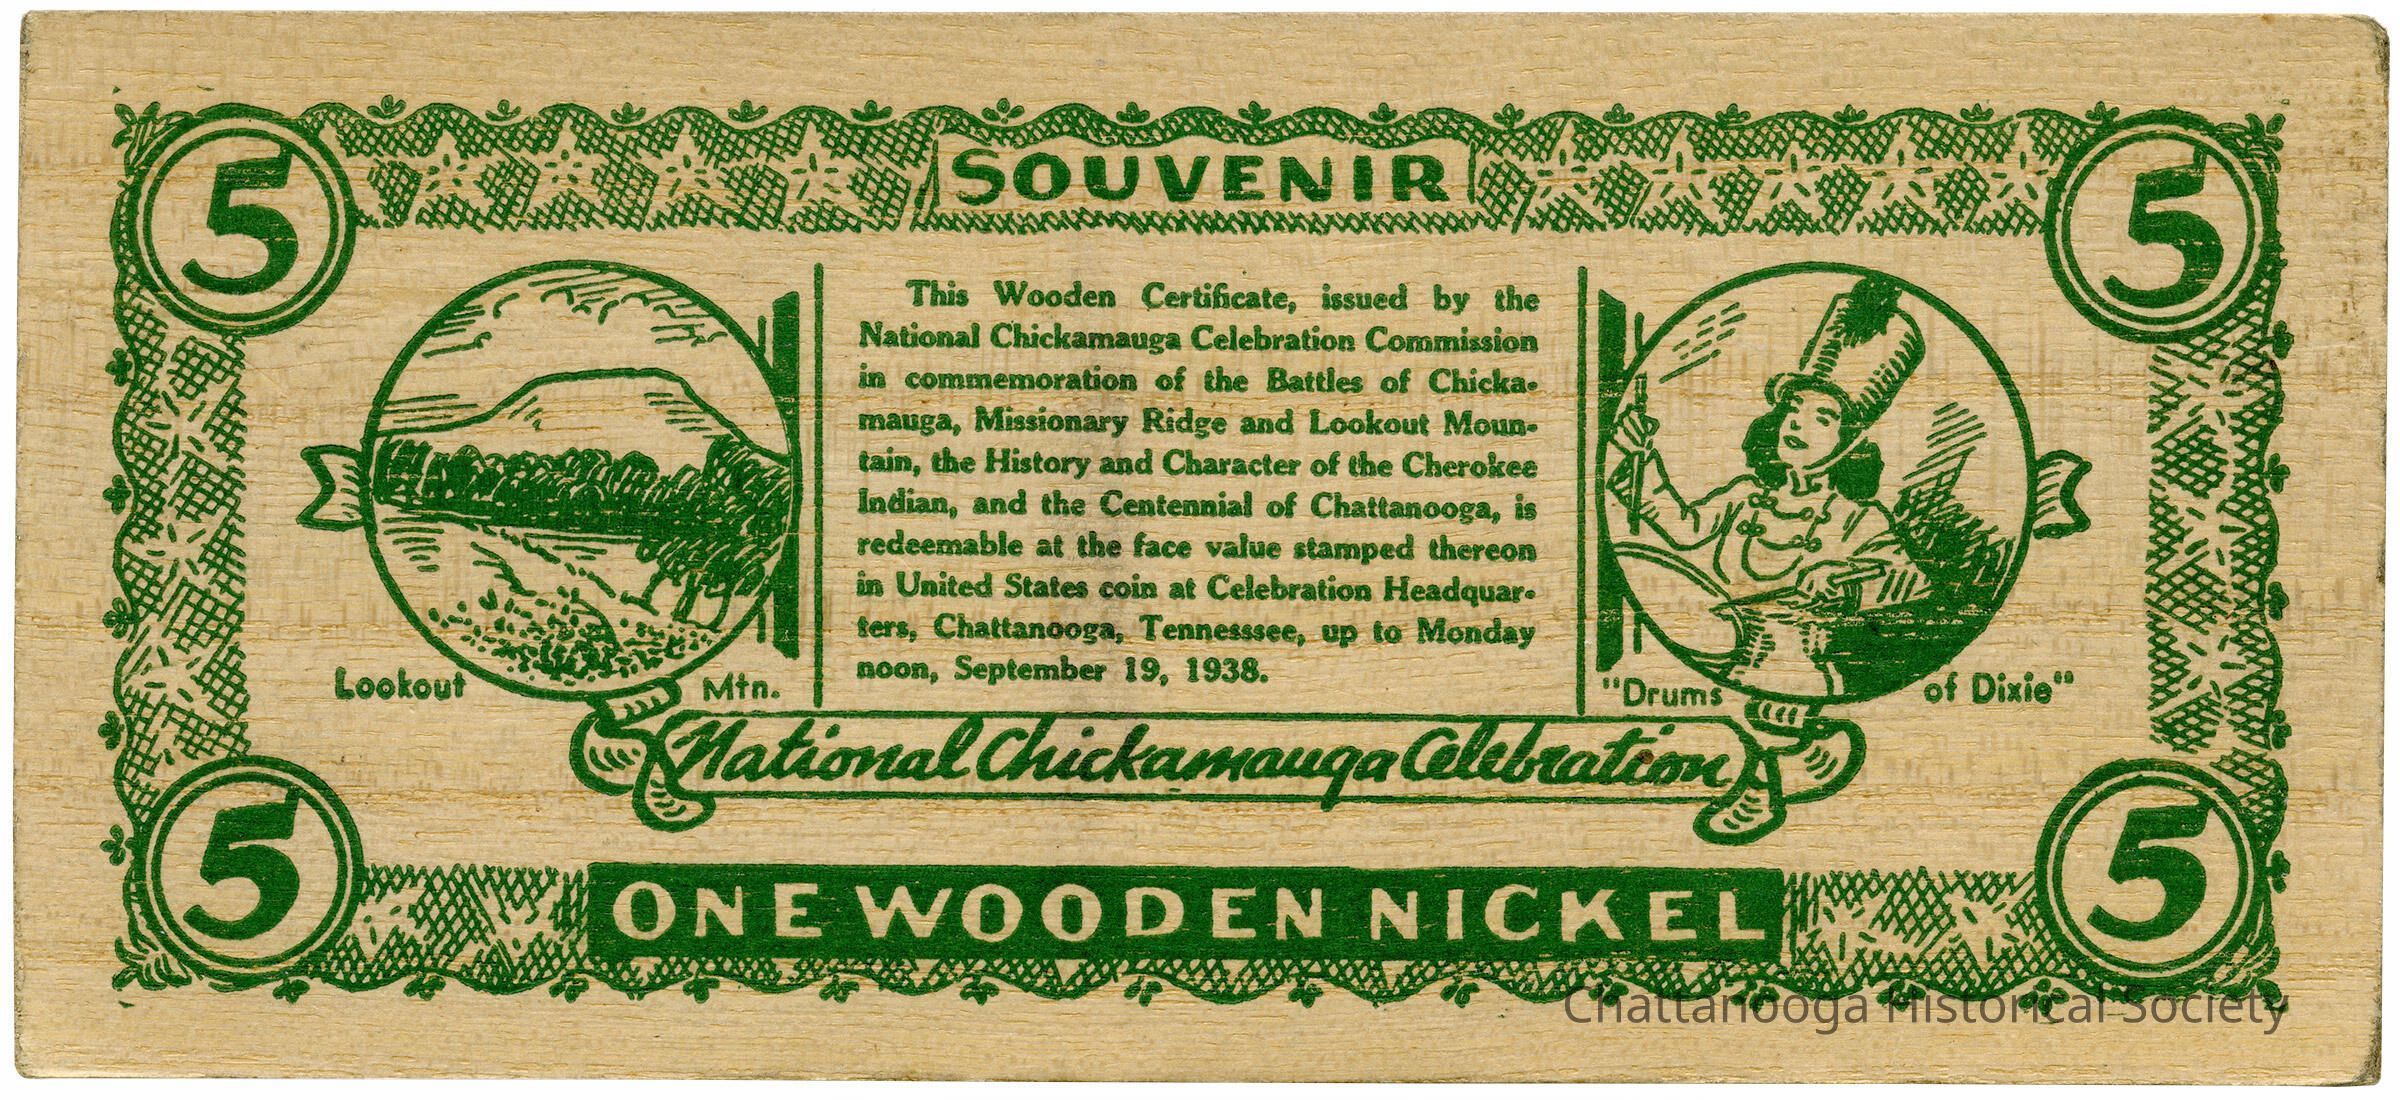 5 SOUVENIR 5
This Wooden Certificate, issued by the
National Chickamauga Celebration Commission
in commemoration of the Battles of Chicka-
mauga, Missionary Ridge and Lookout Moun-
tain, the History and Character of the Cherokee
Indian, and the Centennial of Chattanooga, is
redeemable at the face value stamped thereon
in United States coin at Celebration Headquar-
ters, Chattanooga, Tennesssee, up to Monday
noon, September 19, 1938.
Lookout Mtn.
"Drums of Dixie"
National Chickamauga Celebration
5 ONE WOODEN NICKEL 5
Chattanooga Historical Society